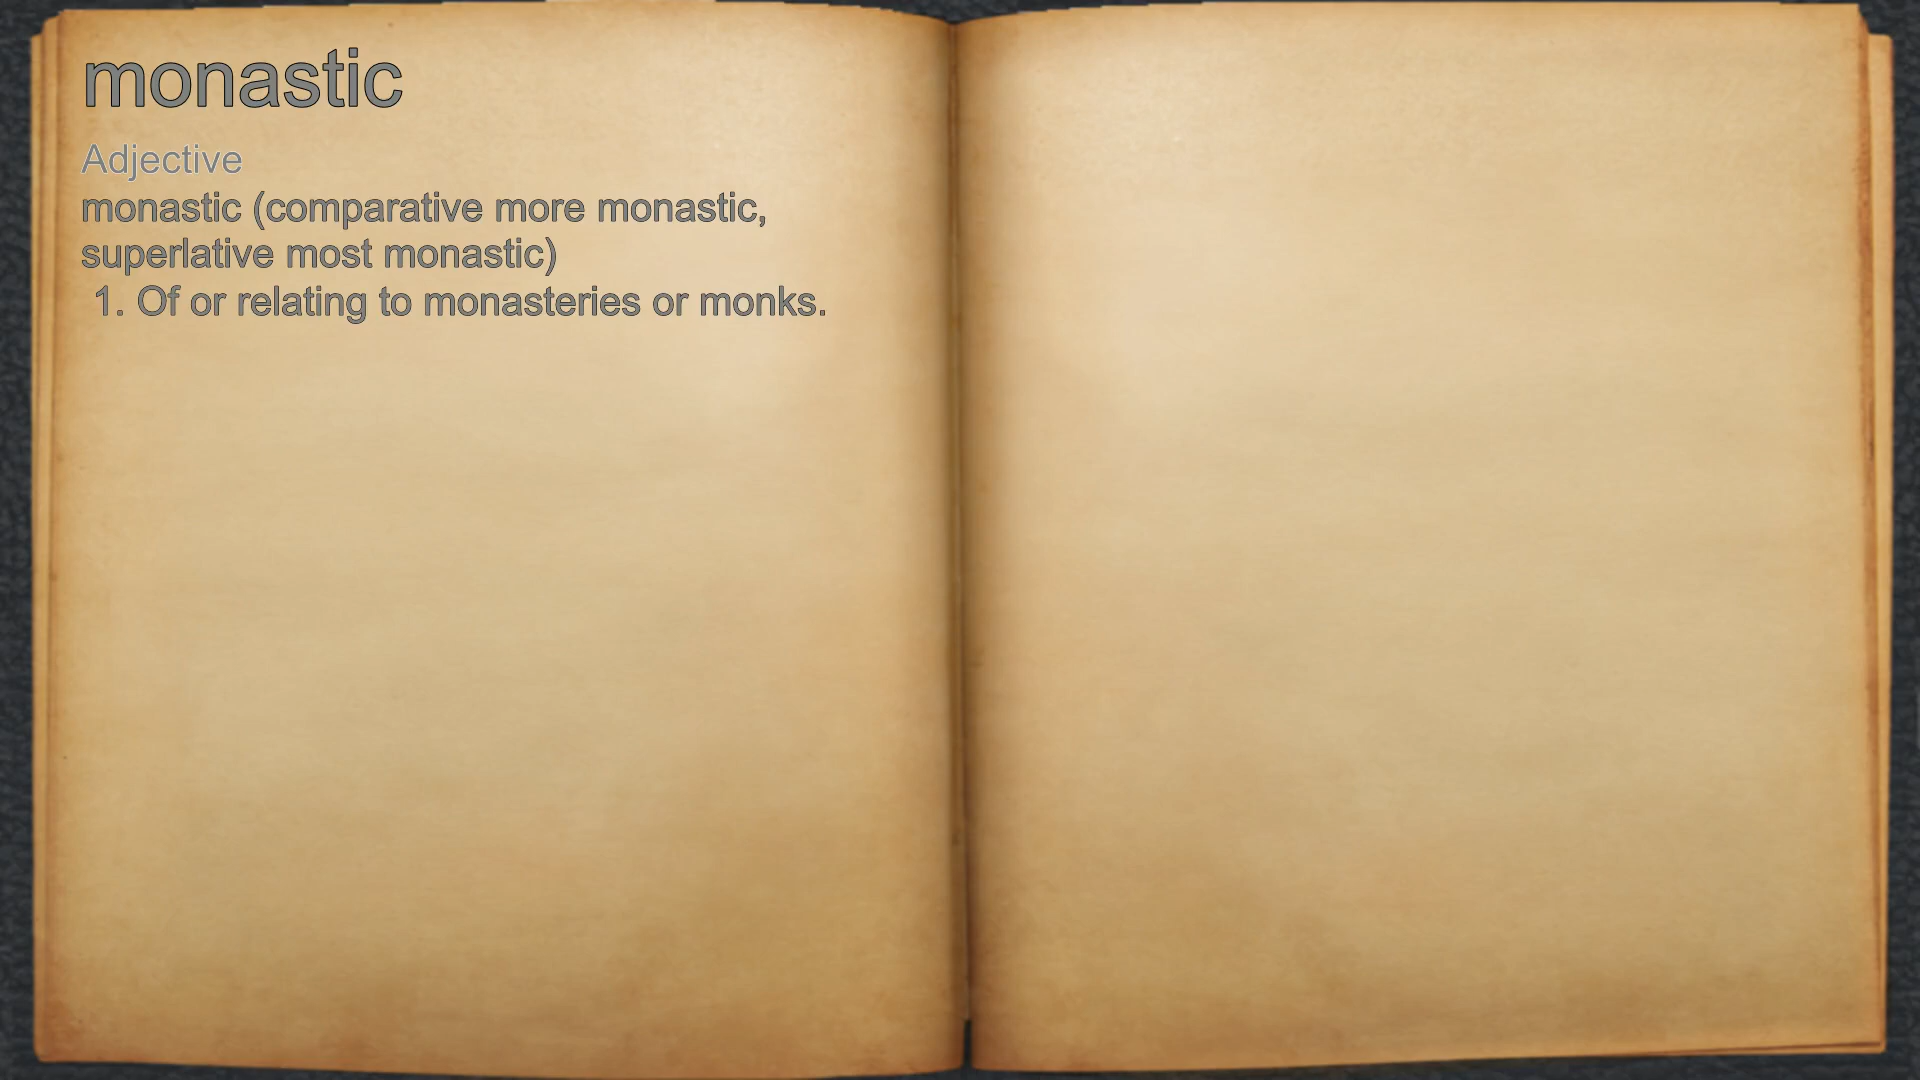 monastic
Adjective
monastic (comparative more monastic,
superlative most monastic)
1. Of or relating to monasteries or monks.